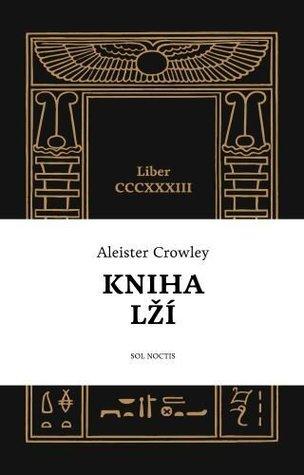 Liber
CCCXXXIII
Aleister Crowley
KNIHA
LŽÍ
SOL NOCTIS